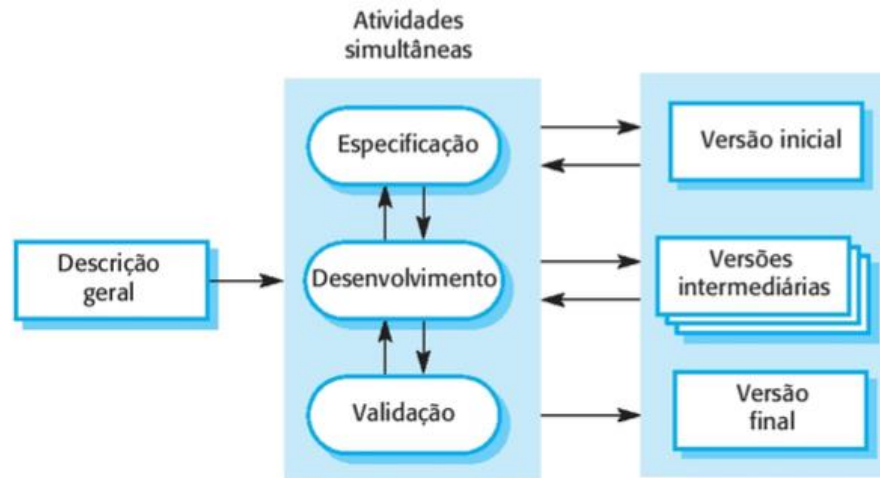 Atividades
simultâneas
Especificação
Versão inicial
Descrição
geral
Desenvolvimento
Versões
intermediárias
Validação
Versão
final